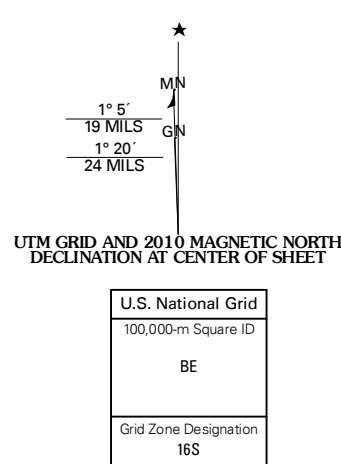 MN
1° 5´
19 MILS
GN
1° 20´
24 MILS
UTM GRID AND 2010 MAGNETIC NORTH
DECLINATION AT CENTER OF SHEET
U.S. National Grid
100,000-m Square ID
BE
Grid Zone Designation
16S